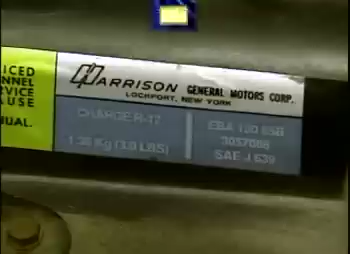 ICED
NNEL
RVICE
AUSE
NUAL.
HARRISON GENERAL MOTORS CORP.
LOCKPORT, NEW YORK
CHARGE R-12
1.36 Kg (3.0 LBS)
SAE J 639